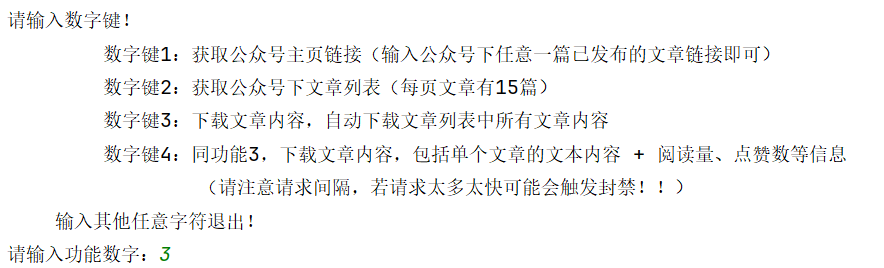 请输入数字键!
数字键1：获取公众号主页链接（输入公众号下任意一篇已发布的文章链接即可）
数字键2：获取公众号下文章列表（每页文章有15篇）
数字键3：下载文章内容，自动下载文章列表中所有文章内容
数字键4：同功能3，下载文章内容，包括单个文章的文本内容 + 阅读量、点赞数等信息
（请注意请求间隔，若请求太多太快可能会触发封禁！！）
输入其他任意字符退出!
请输入功能数字：3